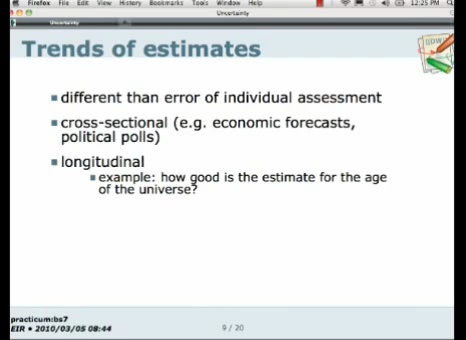 Firefox File Edit View History Bookmarks Tools Window Help 12:25 PM
Uncertainty
Uncertainty
Trends of estimates
different than error of individual assessment
cross-sectional (e.g. economic forecasts,
political polls)
longitudinal
example: how good is the estimate for the age
of the universe?
practicum:bs7
EIR • 2010/03/05 08:44
9 / 20